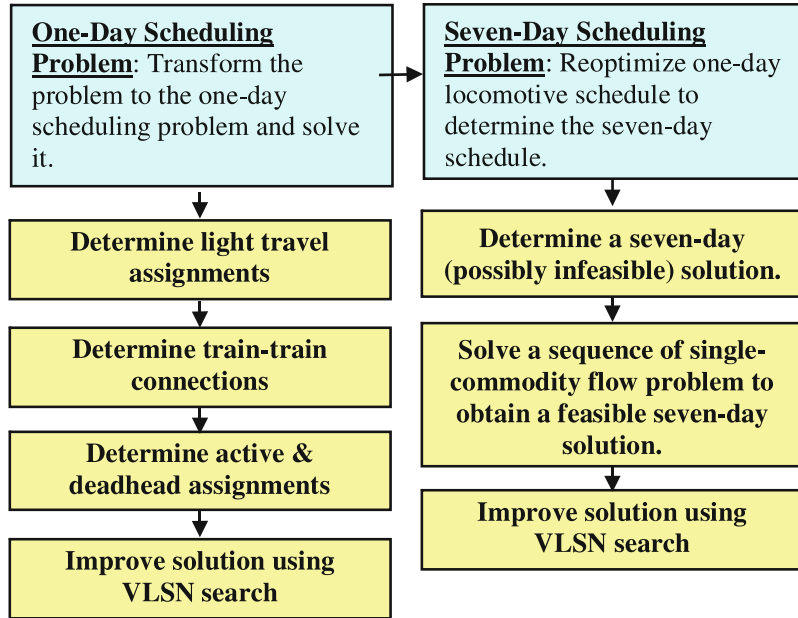 One-Day Scheduling
Problem: Transform the
problem to the one-day
scheduling problem and solve
it.
Determine light travel
assignments
Determine train-train
connections
Determine active &
deadhead assignments
Improve solution using
VLSN search
Seven-Day Scheduling
Problem: Reoptimize one-day
locomotive schedule to
determine the seven-day
schedule.
Determine a seven-day
(possibly infeasible) solution.
Solve a sequence of single-
commodity flow problem to
obtain a feasible seven-day
solution.
Improve solution using
VLSN search